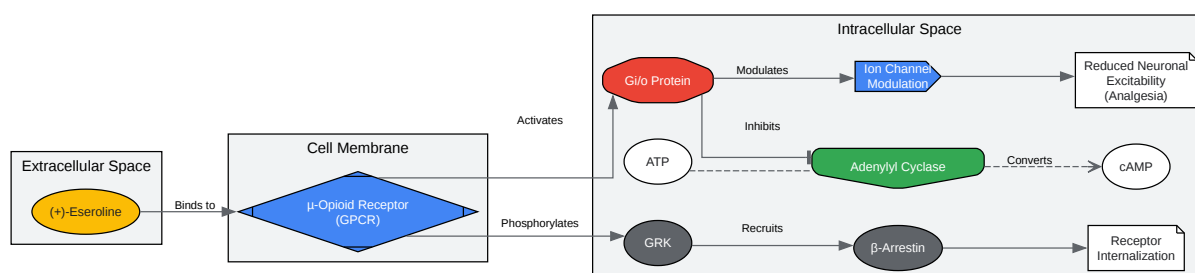 Intracellular Space
Gi/o Protein
Modulates
Ion Channel
Modulation
Reduced Neuronal
Excitability
(Analgesia)
Activates
Inhibits
Cell Membrane
Extracellular Space
ATP
Adenylyl Cyclase
Converts
cAMP
(+)-Eseroline
Binds to
μ-Opioid Receptor
(GPCR)
Phosphorylates
GRK
Recruits
β-Arrestin
Receptor
Internalization